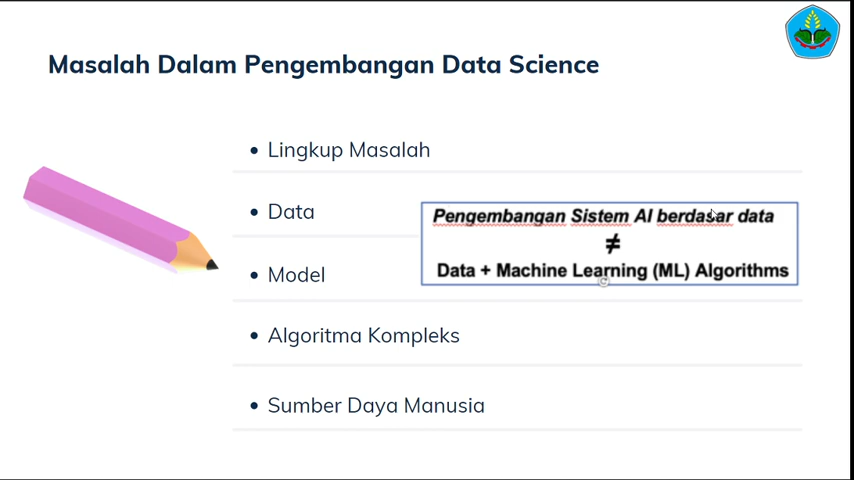 Masalah Dalam Pengembangan Data Science
Lingkup Masalah
Data
Pengembangan Sistem AI berdasar data
≠
Data + Machine Learning (ML) Algorithms
Model
Algoritma Kompleks
Sumber Daya Manusia